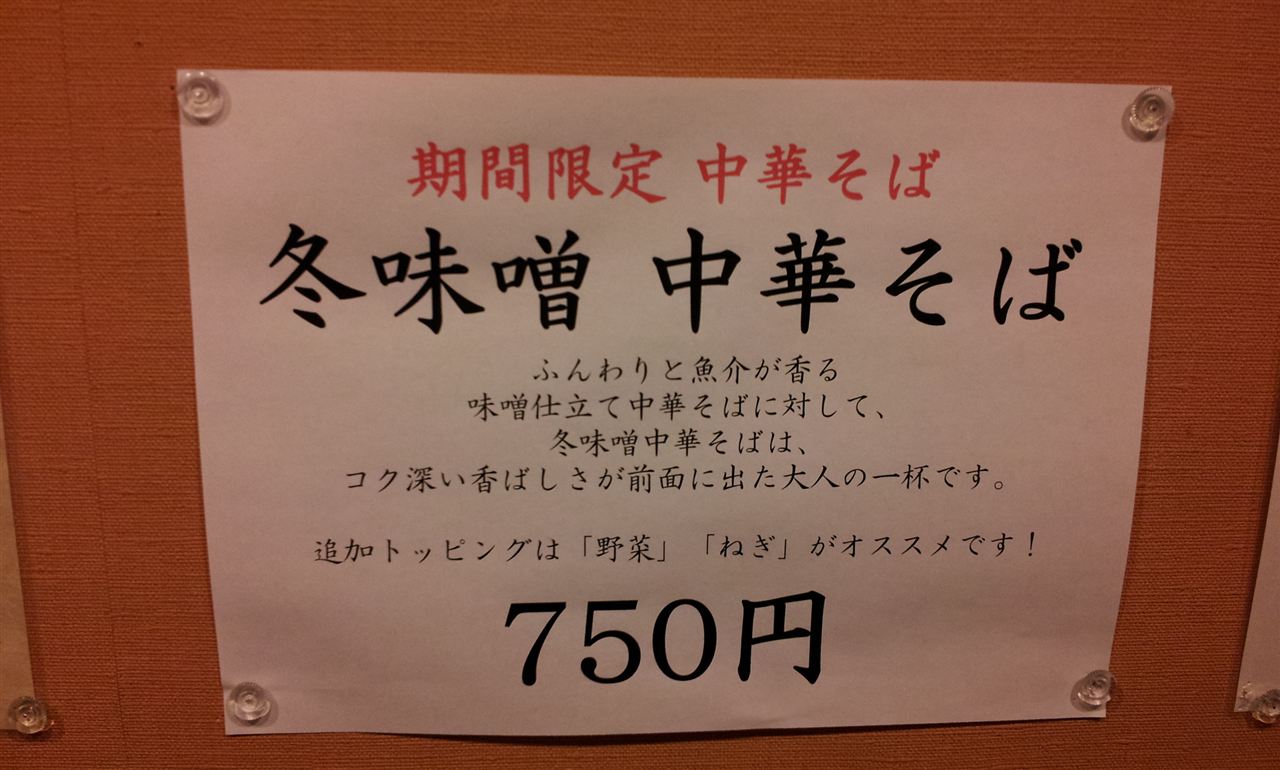 期間限定 中華そば
冬味噌 中華そば
ふんわりと魚介が香る
味噌仕立て中華そばに対して、
冬味噌中華そばは、
コク深い香ばしさが前面に出た大人の一杯です。
追加トッピングは「野菜」「ねぎ」がオススメです!
750円